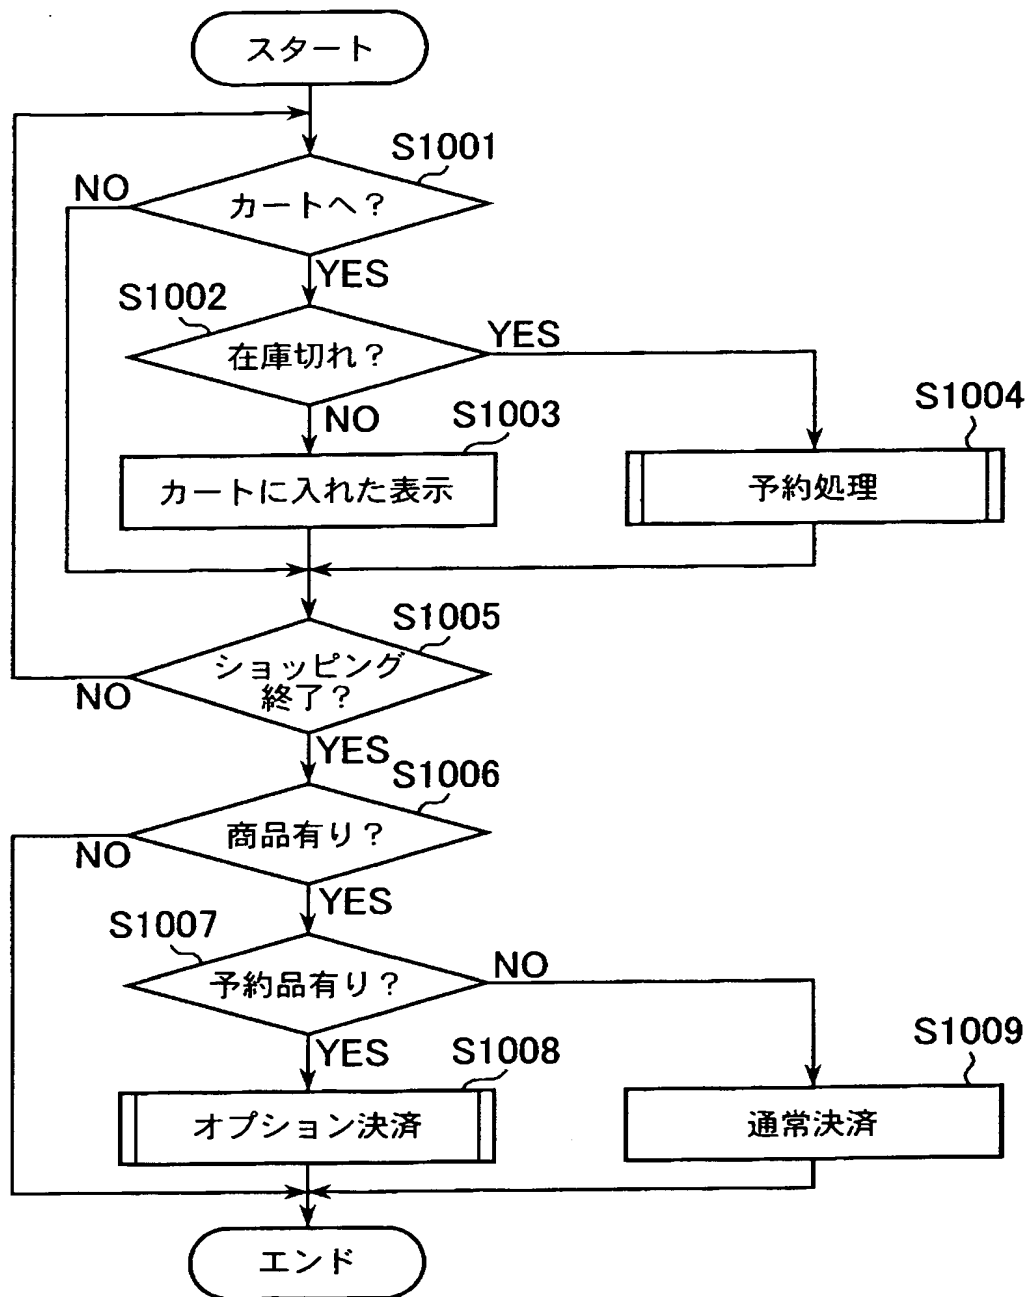 スタート
S1001
NO
カートへ？
YES
S1002
在庫切れ？
YES
NO
S1003
S1004
カートに入れた表示
予約処理
S1005
ショッピング
終了？
NO
YES
S1006
商品有り？
NO
YES
S1007
予約品有り？
NO
YES
S1008
S1009
オプション決済
通常決済
エンド